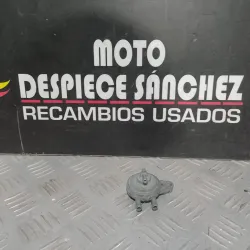 MOTO
DESPIECE SÁNCHEZ
RECAMBIOS USADOS